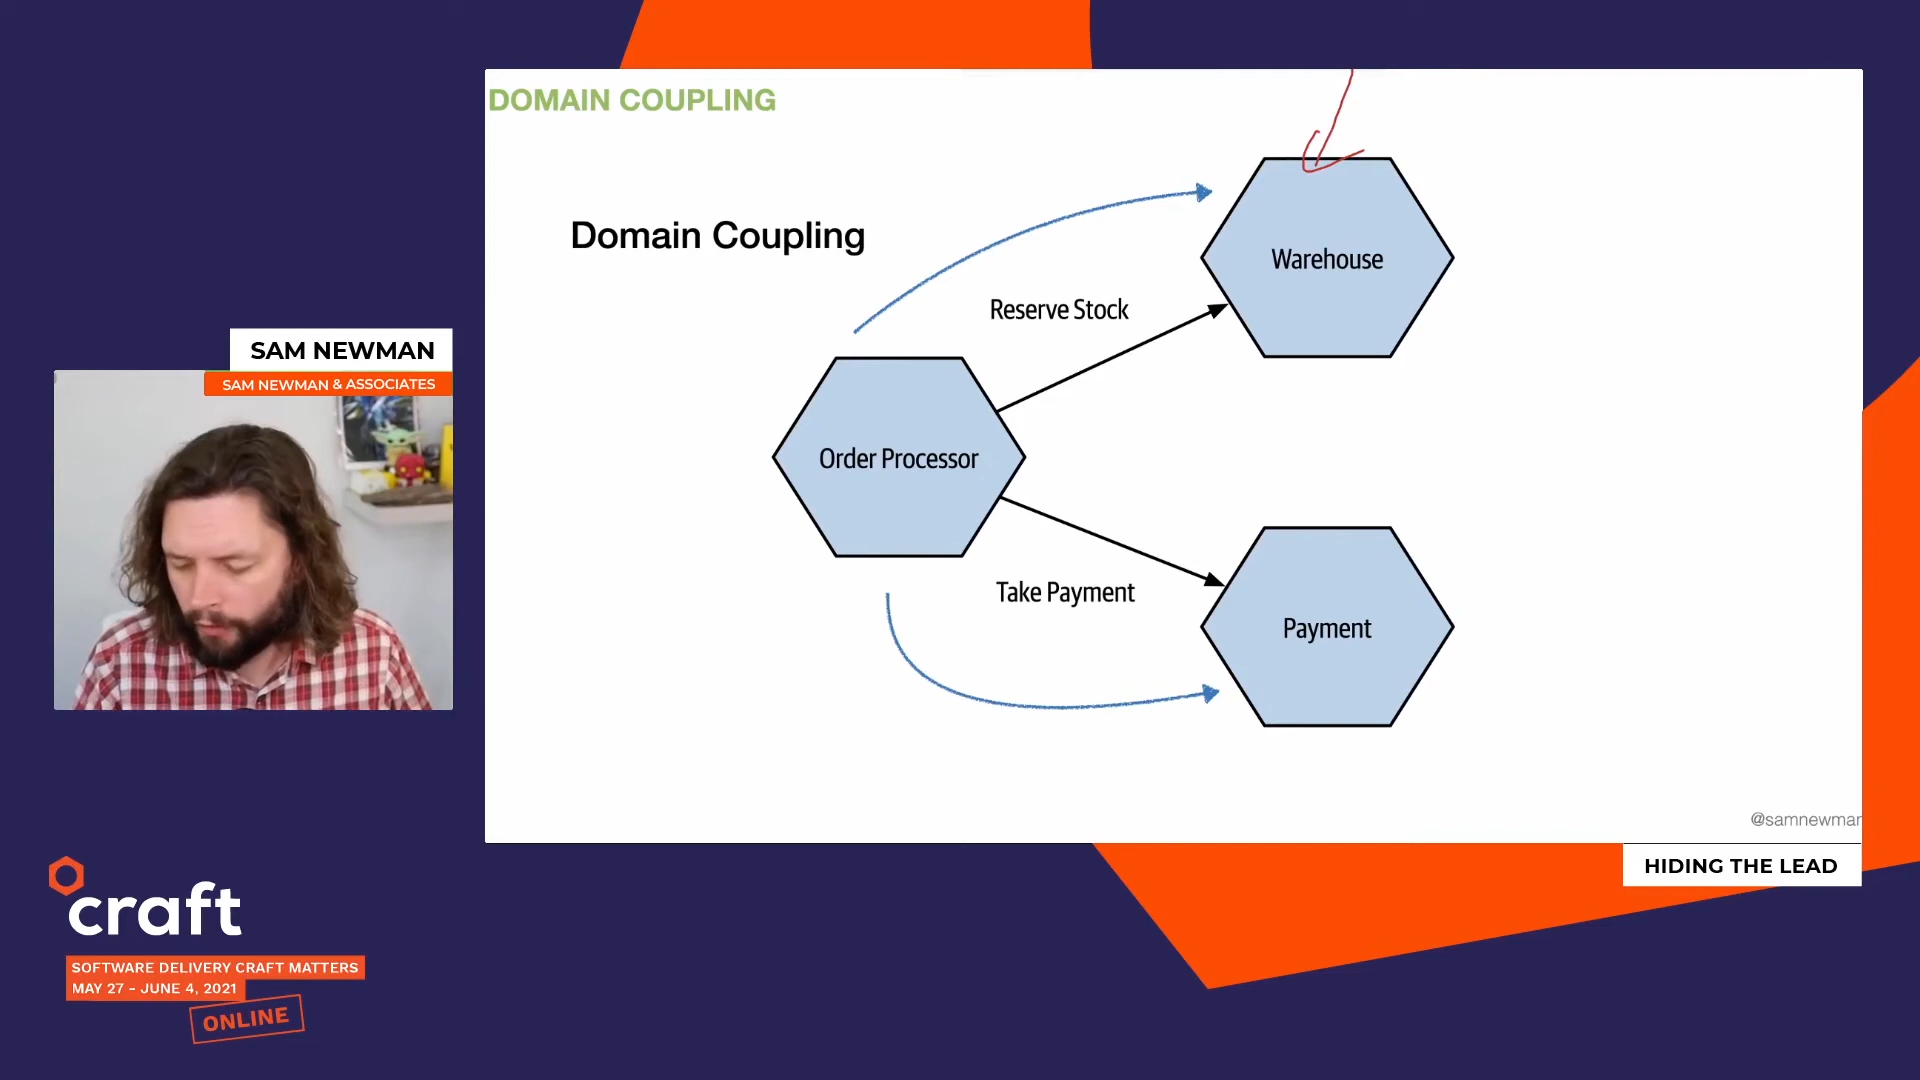 DOMAIN COUPLING
Domain Coupling
Warehouse
Reserve Stock
Order Processor
Take Payment
Payment
@samnewman
HIDING THE LEAD
SAM NEWMAN
SAM NEWMAN & ASSOCIATES
craft
SOFTWARE DELIVERY CRAFT MATTERS
MAY 27 - JUNE 4, 2021
ONLINE